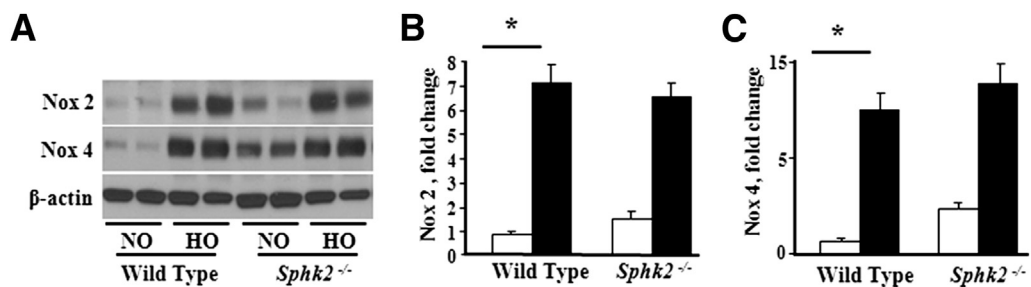 A
Nox 2
Nox 4
β-actin
NO HO NO HO
Wild Type Sphk2 -/-
B
*
Nox 2 , fold change
8
7
6
5
4
3
2
1
0
Wild Type Sphk2 -/-
C
*
Nox 4, fold change
15
5
0
Wild Type Sphk2 -/-